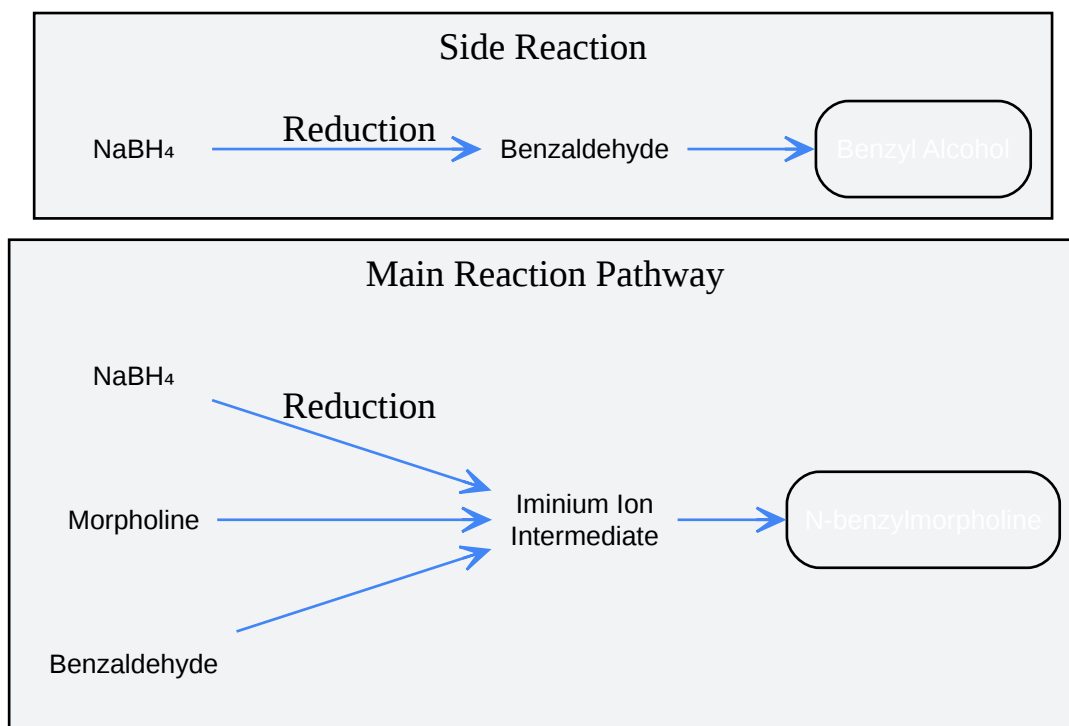 Side Reaction
NaBH₄
Reduction
Benzaldehyde
Benzyl Alcohol
Main Reaction Pathway
NaBH₄
Reduction
Morpholine
Iminium Ion
Intermediate
N-benzylmorpholine
Benzaldehyde